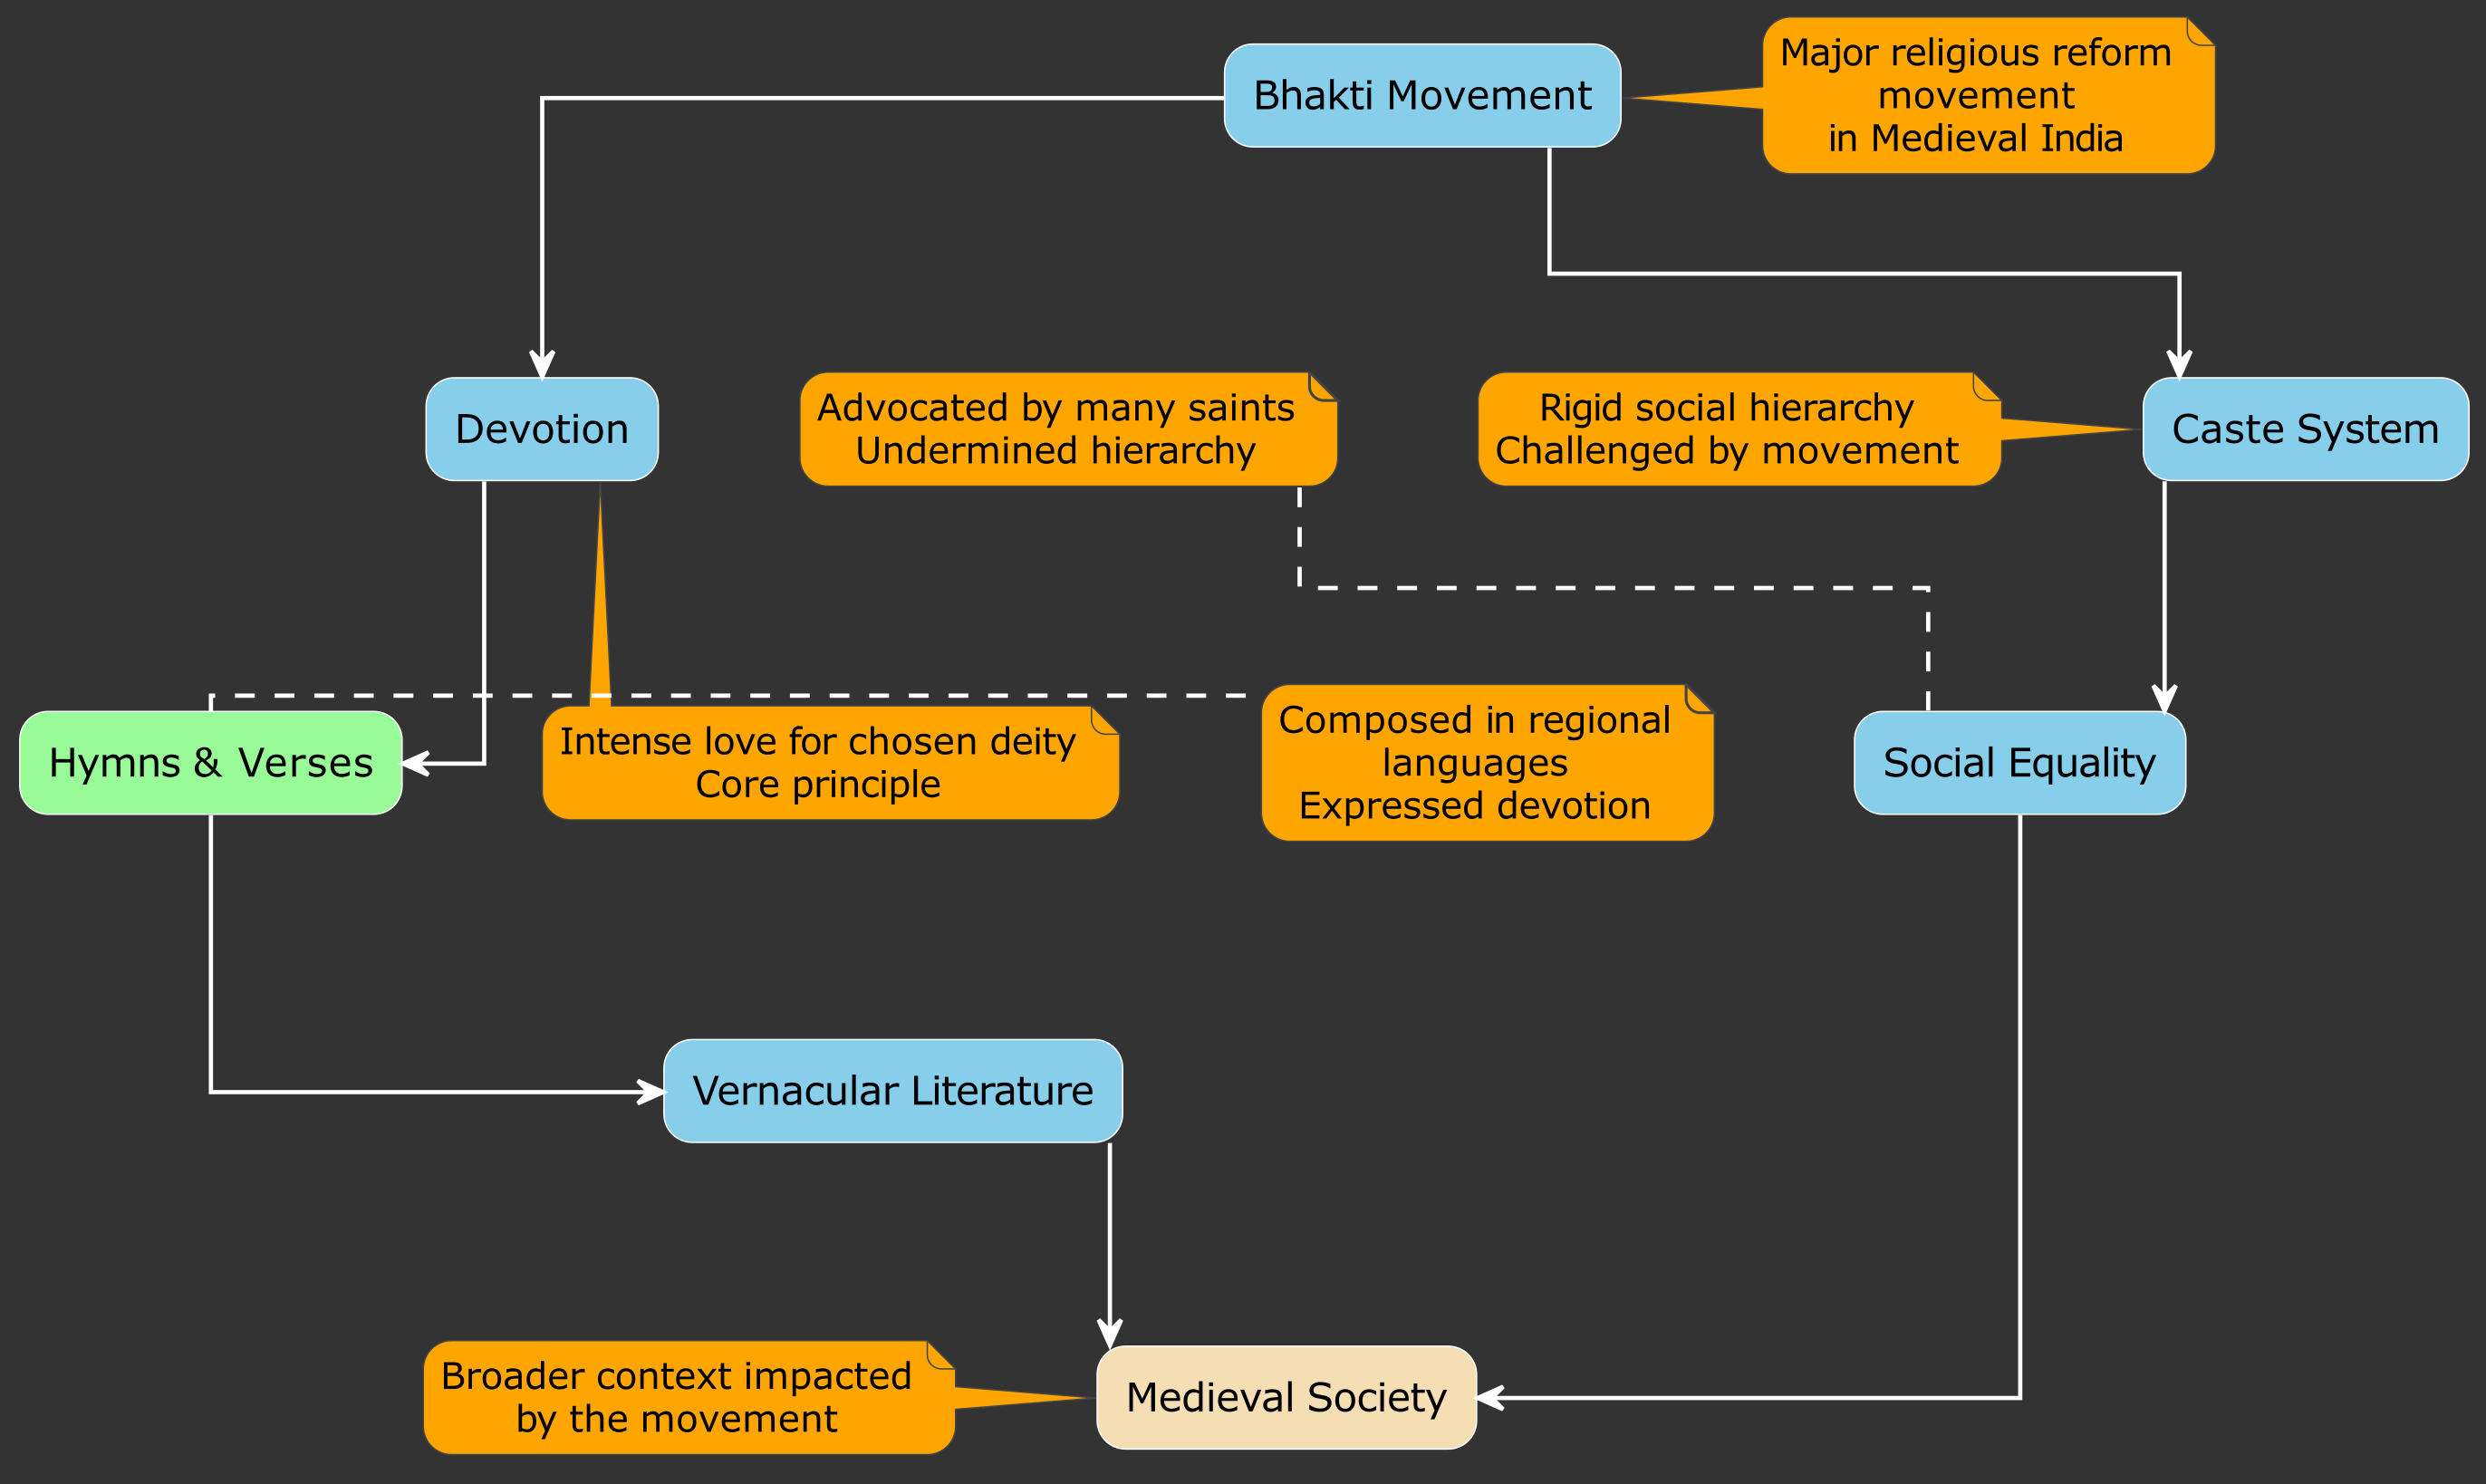 Bhakti Movement
Major religious reform
movement
in Medieval India
Devotion
Advocated by many saints
Undermined hierarchy
Rigid social hierarchy
Challenged by movement
Caste System
Hymns & Verses
Intense love for chosen deity
Core principle
Composed in regional
languages
Expressed devotion
Social Equality
Vernacular Literature
Broader context impacted
by the movement
Medieval Society